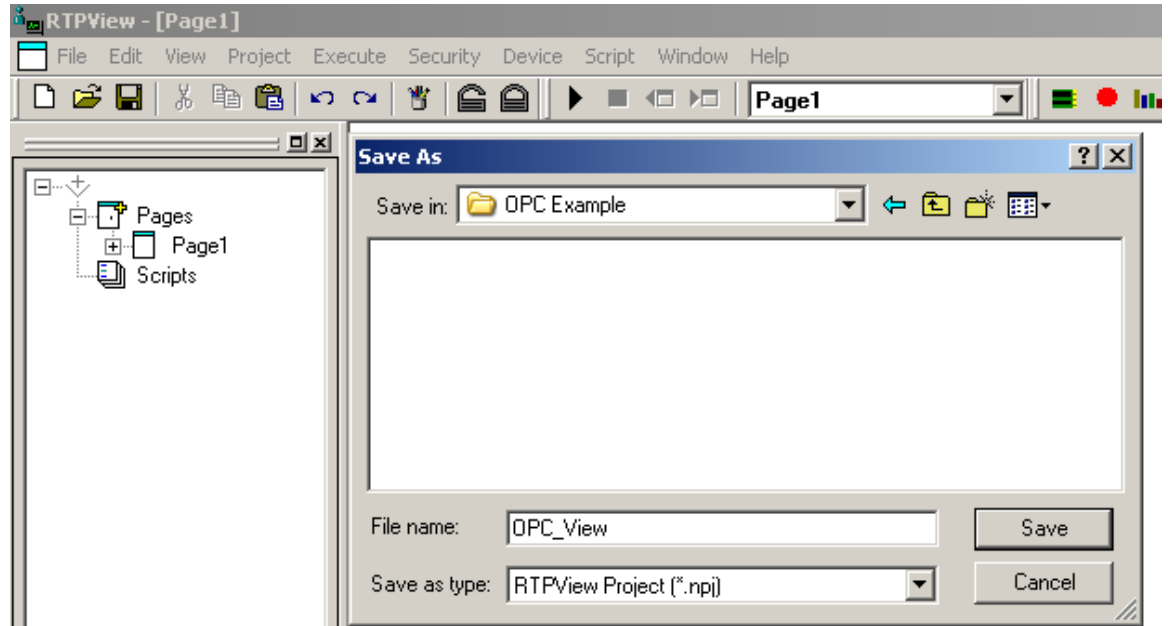 RTPView - [Page1]
File Edit View Project Execute Security Device Script Window Help
Page1
Pages
Page1
Scripts
Save As
Save in: OPC Example
File name: OPC_View
Save
Save as type: RTPView Project (*.npj)
Cancel